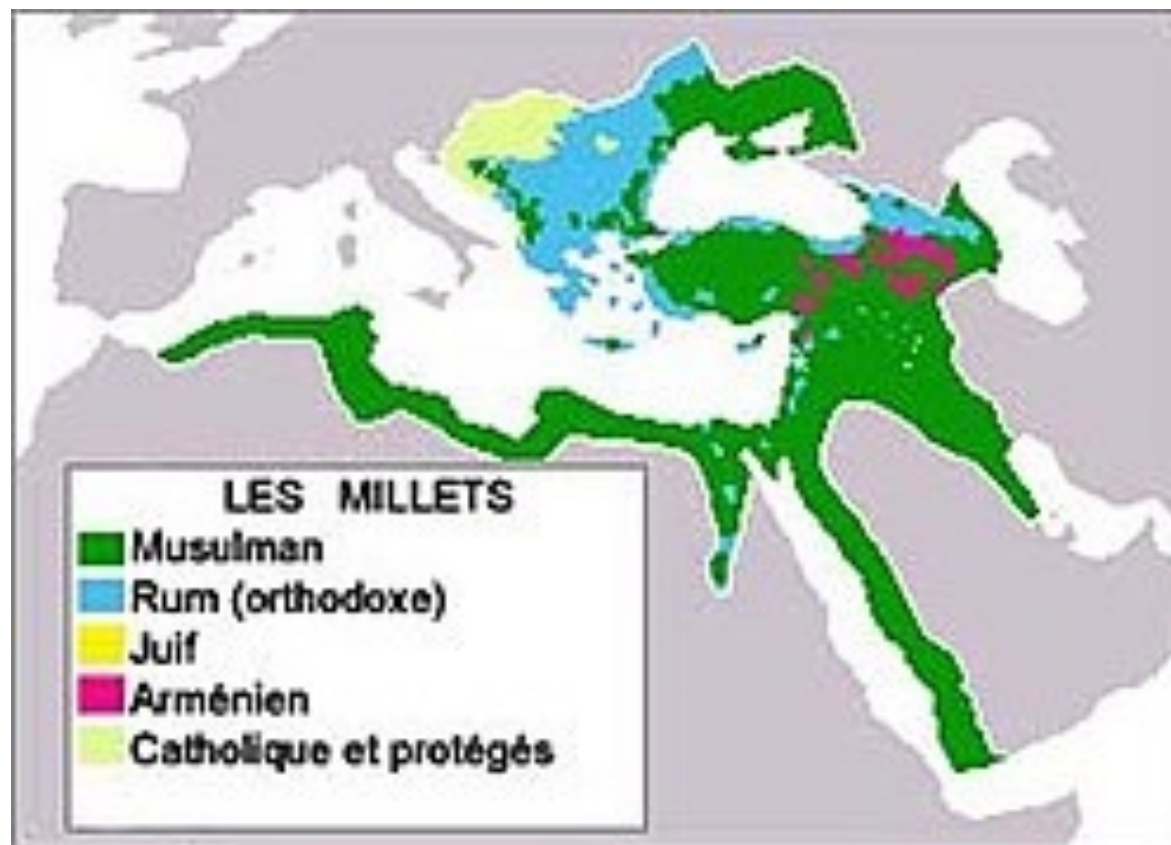 LES MILLETS
Musulman
Rum (orthodoxe)
Juif
Arménien
Catholique et protégés